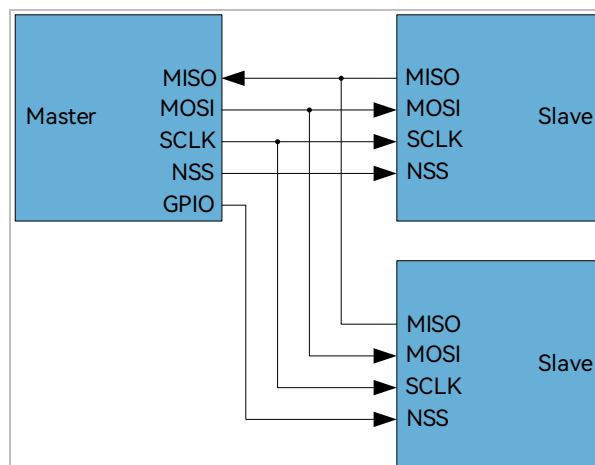 Master
MISO
MOSI
SCLK
NSS
GPIO
MISO
MOSI
SCLK
NSS
Slave
MISO
MOSI
SCLK
NSS
Slave